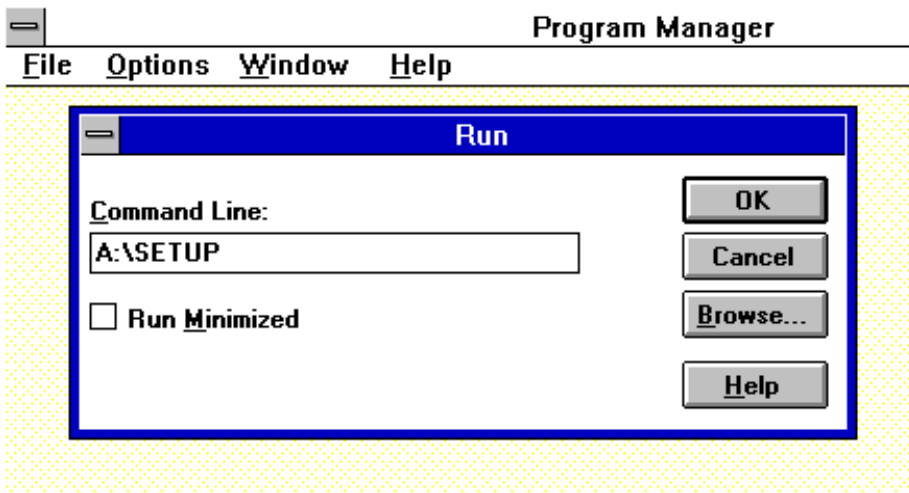 Program Manager
File Options Window Help
Run
Command Line:
A:\SETUP
Run Minimized
OK
Cancel
Browse...
Help